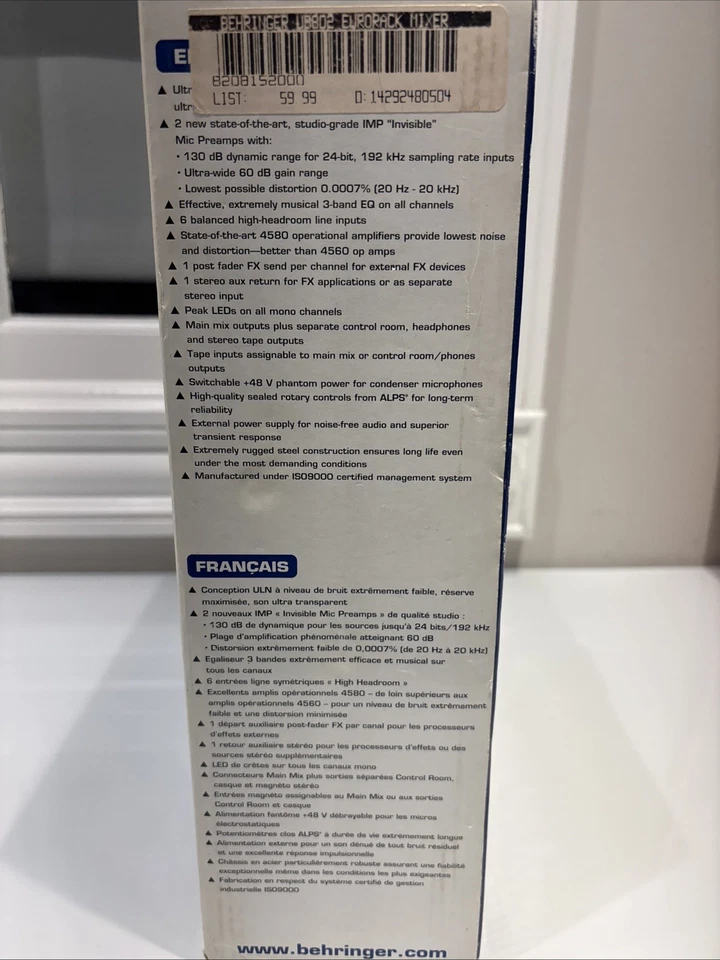 BEHRINGER UB802 EURORACK MIXER
8208152000
LIST: 59 99 D:14292480504
E
▲ Ultr
ultr
▲ 2 new state-of-the-art, studio-grade IMP "Invisible"
Mic Preamps with:
• 130 dB dynamic range for 24-bit, 192 kHz sampling rate inputs
• Ultra-wide 60 dB gain range
• Lowest possible distortion 0.0007% (20 Hz - 20 kHz)
▲ Effective, extremely musical 3-band EQ on all channels
▲ 6 balanced high-headroom line inputs
▲ State-of-the-art 4580 operational amplifiers provide lowest noise
and distortion—better than 4560 op amps
▲ 1 post fader FX send per channel for external FX devices
▲ 1 stereo aux return for FX applications or as separate
stereo input
▲ Peak LEDs on all mono channels
▲ Main mix outputs plus separate control room, headphones
and stereo tape outputs
▲ Tape inputs assignable to main mix or control room/phones
outputs
▲ Switchable +48 V phantom power for condenser microphones
▲ High-quality sealed rotary controls from ALPS® for long-term
reliability
▲ External power supply for noise-free audio and superior
transient response
▲ Extremely rugged steel construction ensures long life even
under the most demanding conditions
▲ Manufactured under ISO9000 certified management system
FRANÇAIS
▲ Conception ULN à niveau de bruit extrêmement faible, réserve
maximisée, son ultra transparent
▲ 2 nouveaux IMP « Invisible Mic Preamps » de qualité studio :
• 130 dB de dynamique pour les sources jusqu'à 24 bits/192 kHz
• Plage d'amplification phénoménale atteignant 60 dB
• Distorsion extrêmement faible de 0,0007% (de 20 Hz à 20 kHz)
▲ Egaliseur 3 bandes extrêmement efficace et musical sur
tous les canaux
▲ 6 entrées ligne symétriques « High Headroom »
▲ Excellents amplis opérationnels 4580 – de loin supérieurs aux
amplis opérationnels 4560 – pour un niveau de bruit extrêmement
faible et une distorsion minimisée
▲ 1 départ auxiliaire post-fader FX par canal pour les processeurs
d'effets externes
▲ 1 retour auxiliaire stéréo pour les processeurs d'effets ou des
sources stéréo supplémentaires
▲ LED de crêtes sur tous les canaux mono
▲ Connecteurs Main Mix plus sorties séparées Control Room,
casque et magnéto stéréo
▲ Entrées magnéto assignables au Main Mix ou aux sorties
Control Room et casque
▲ Alimentation fantôme +48 V débrayable pour les micros
électrostatiques
▲ Potentiomètres clos ALPS® à durée de vie extrêmement longue
▲ Alimentation externe pour un son dénué de tout bruit résiduel
et une excellente réponse impulsionnelle
▲ Châssis en acier particulièrement robuste assurant une fiabilité
exceptionnelle même dans les conditions les plus exigeantes
▲ Fabrication en respect du système certifié de gestion
industrielle ISO9000
www.behringer.com